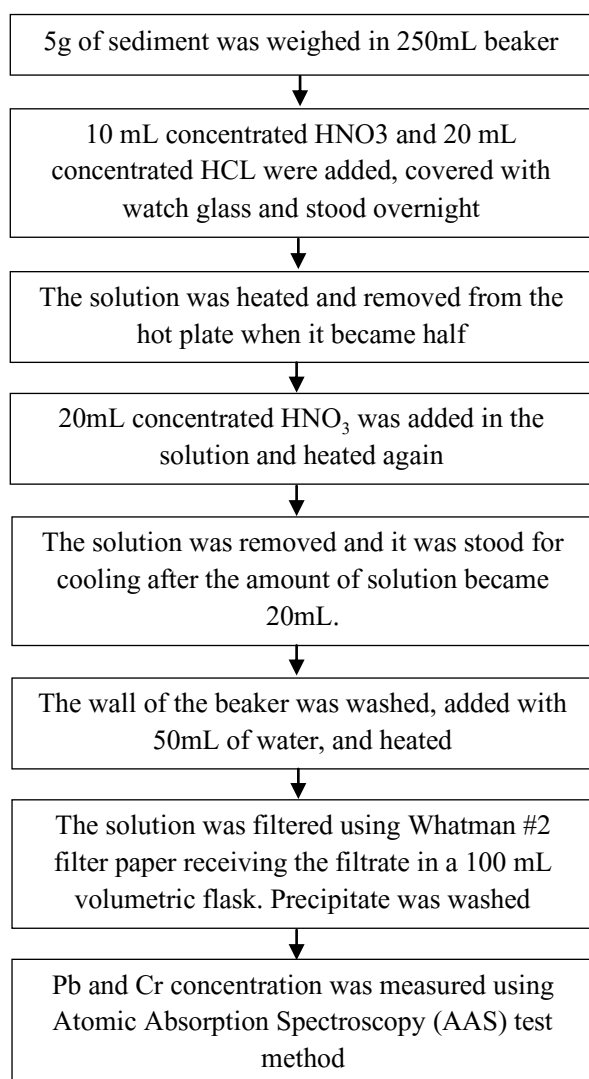 5g of sediment was weighed in 250mL beaker
10 mL concentrated HNO3 and 20 mL
concentrated HCL were added, covered with
watch glass and stood overnight
The solution was heated and removed from the
hot plate when it became half
20mL concentrated HNO₃ was added in the
solution and heated again
The solution was removed and it was stood for
cooling after the amount of solution became
20mL.
The wall of the beaker was washed, added with
50mL of water, and heated
The solution was filtered using Whatman #2
filter paper receiving the filtrate in a 100 mL
volumetric flask. Precipitate was washed
Pb and Cr concentration was measured using
Atomic Absorption Spectroscopy (AAS) test
method